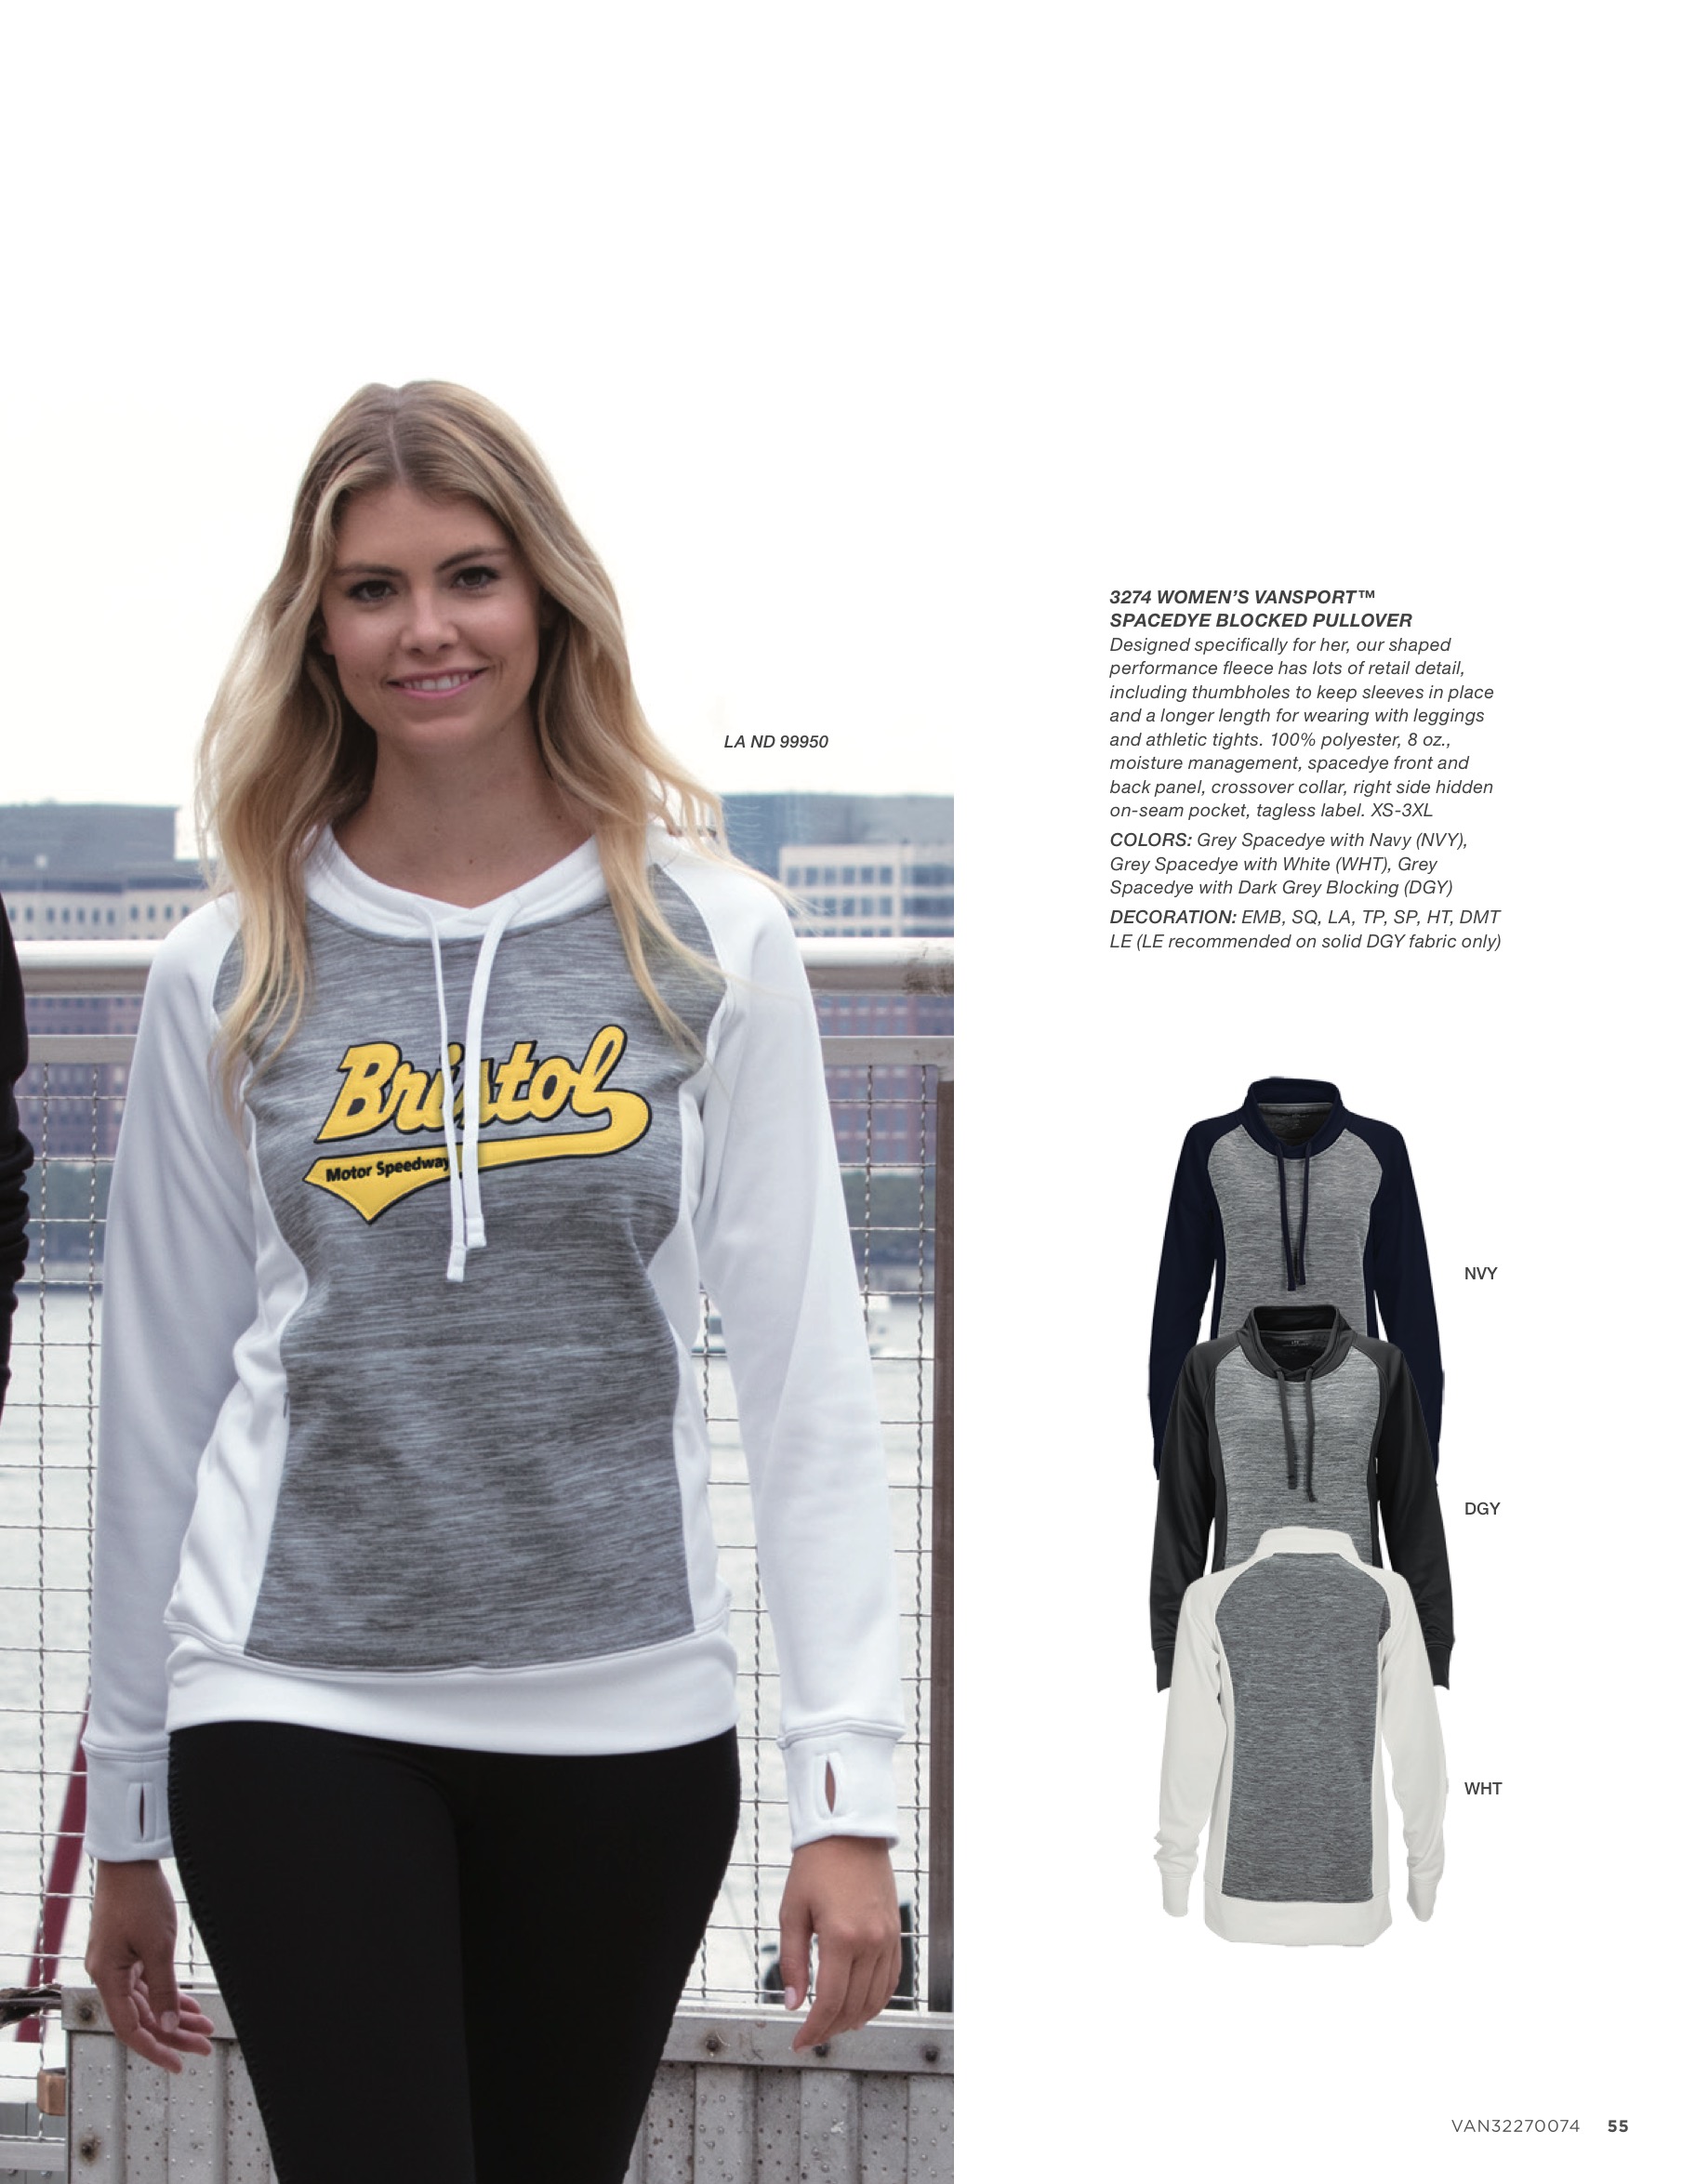 LA ND 99950
Bristol
Motor Speedway
3274 WOMEN'S VANSPORT™
SPACEDYE BLOCKED PULLOVER
Designed specifically for her, our shaped
performance fleece has lots of retail detail,
including thumbholes to keep sleeves in place
and a longer length for wearing with leggings
and athletic tights. 100% polyester, 8 oz.,
moisture management, spacedye front and
back panel, crossover collar, right side hidden
on-seam pocket, tagless label. XS-3XL
COLORS: Grey Spacedye with Navy (NVY),
Grey Spacedye with White (WHT), Grey
Spacedye with Dark Grey Blocking (DGY)
DECORATION: EMB, SQ, LA, TP, SP, HT, DMT
LE (LE recommended on solid DGY fabric only)
NVY
DGY
WHT
VAN32270074 55